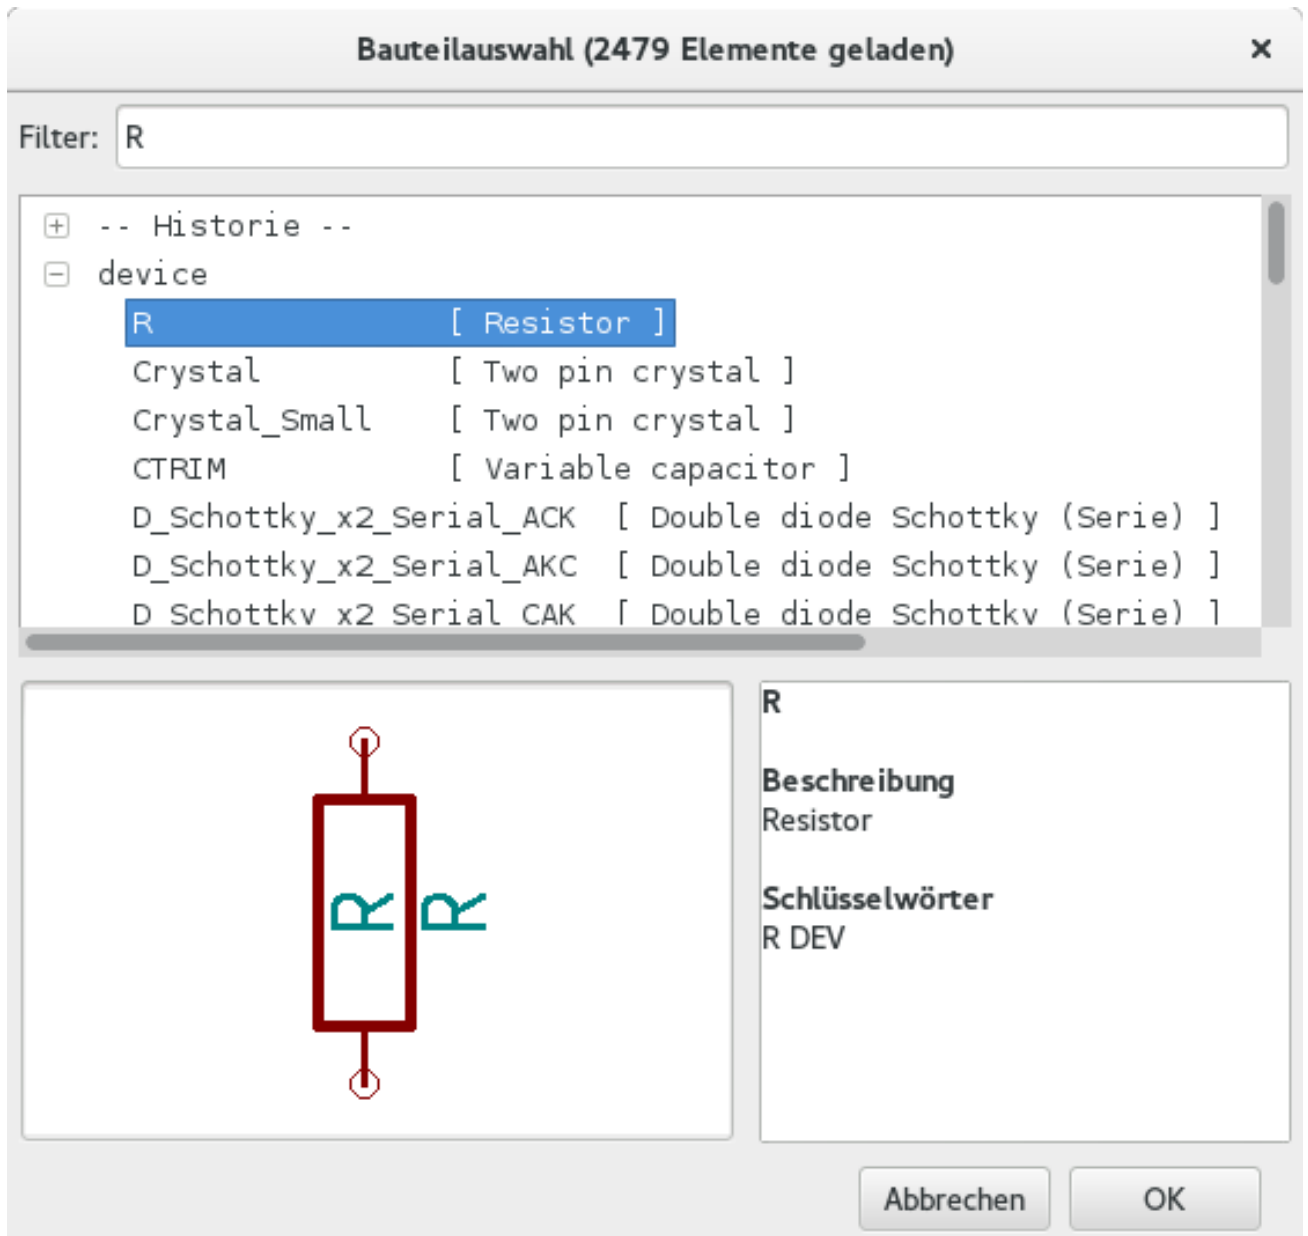 Bauteilauswahl (2479 Elemente geladen)
Filter: R
-- Historie --
device
R [ Resistor ]
Crystal [ Two pin crystal ]
Crystal_Small [ Two pin crystal ]
CTRIM [ Variable capacitor ]
D_Schottky_x2_Serial_ACK [ Double diode Schottky (Serie) ]
D_Schottky_x2_Serial_AKC [ Double diode Schottky (Serie) ]
D_Schottky_x2_Serial_CAK [ Double diode Schottky (Serie) ]
R R
R
Beschreibung
Resistor
Schlüsselwörter
R DEV
Abbrechen OK